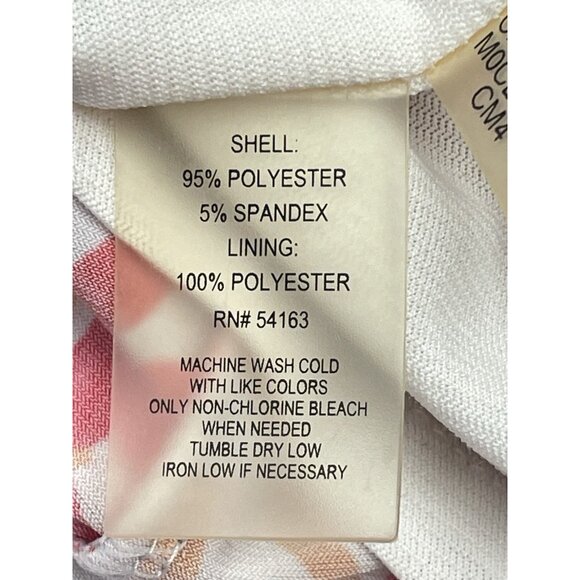 SHELL:
95% POLYESTER
5% SPANDEX
LINING:
100% POLYESTER
RN# 54163
MACHINE WASH COLD
WITH LIKE COLORS
ONLY NON-CHLORINE BLEACH
WHEN NEEDED
TUMBLE DRY LOW
IRON LOW IF NECESSARY
CM4